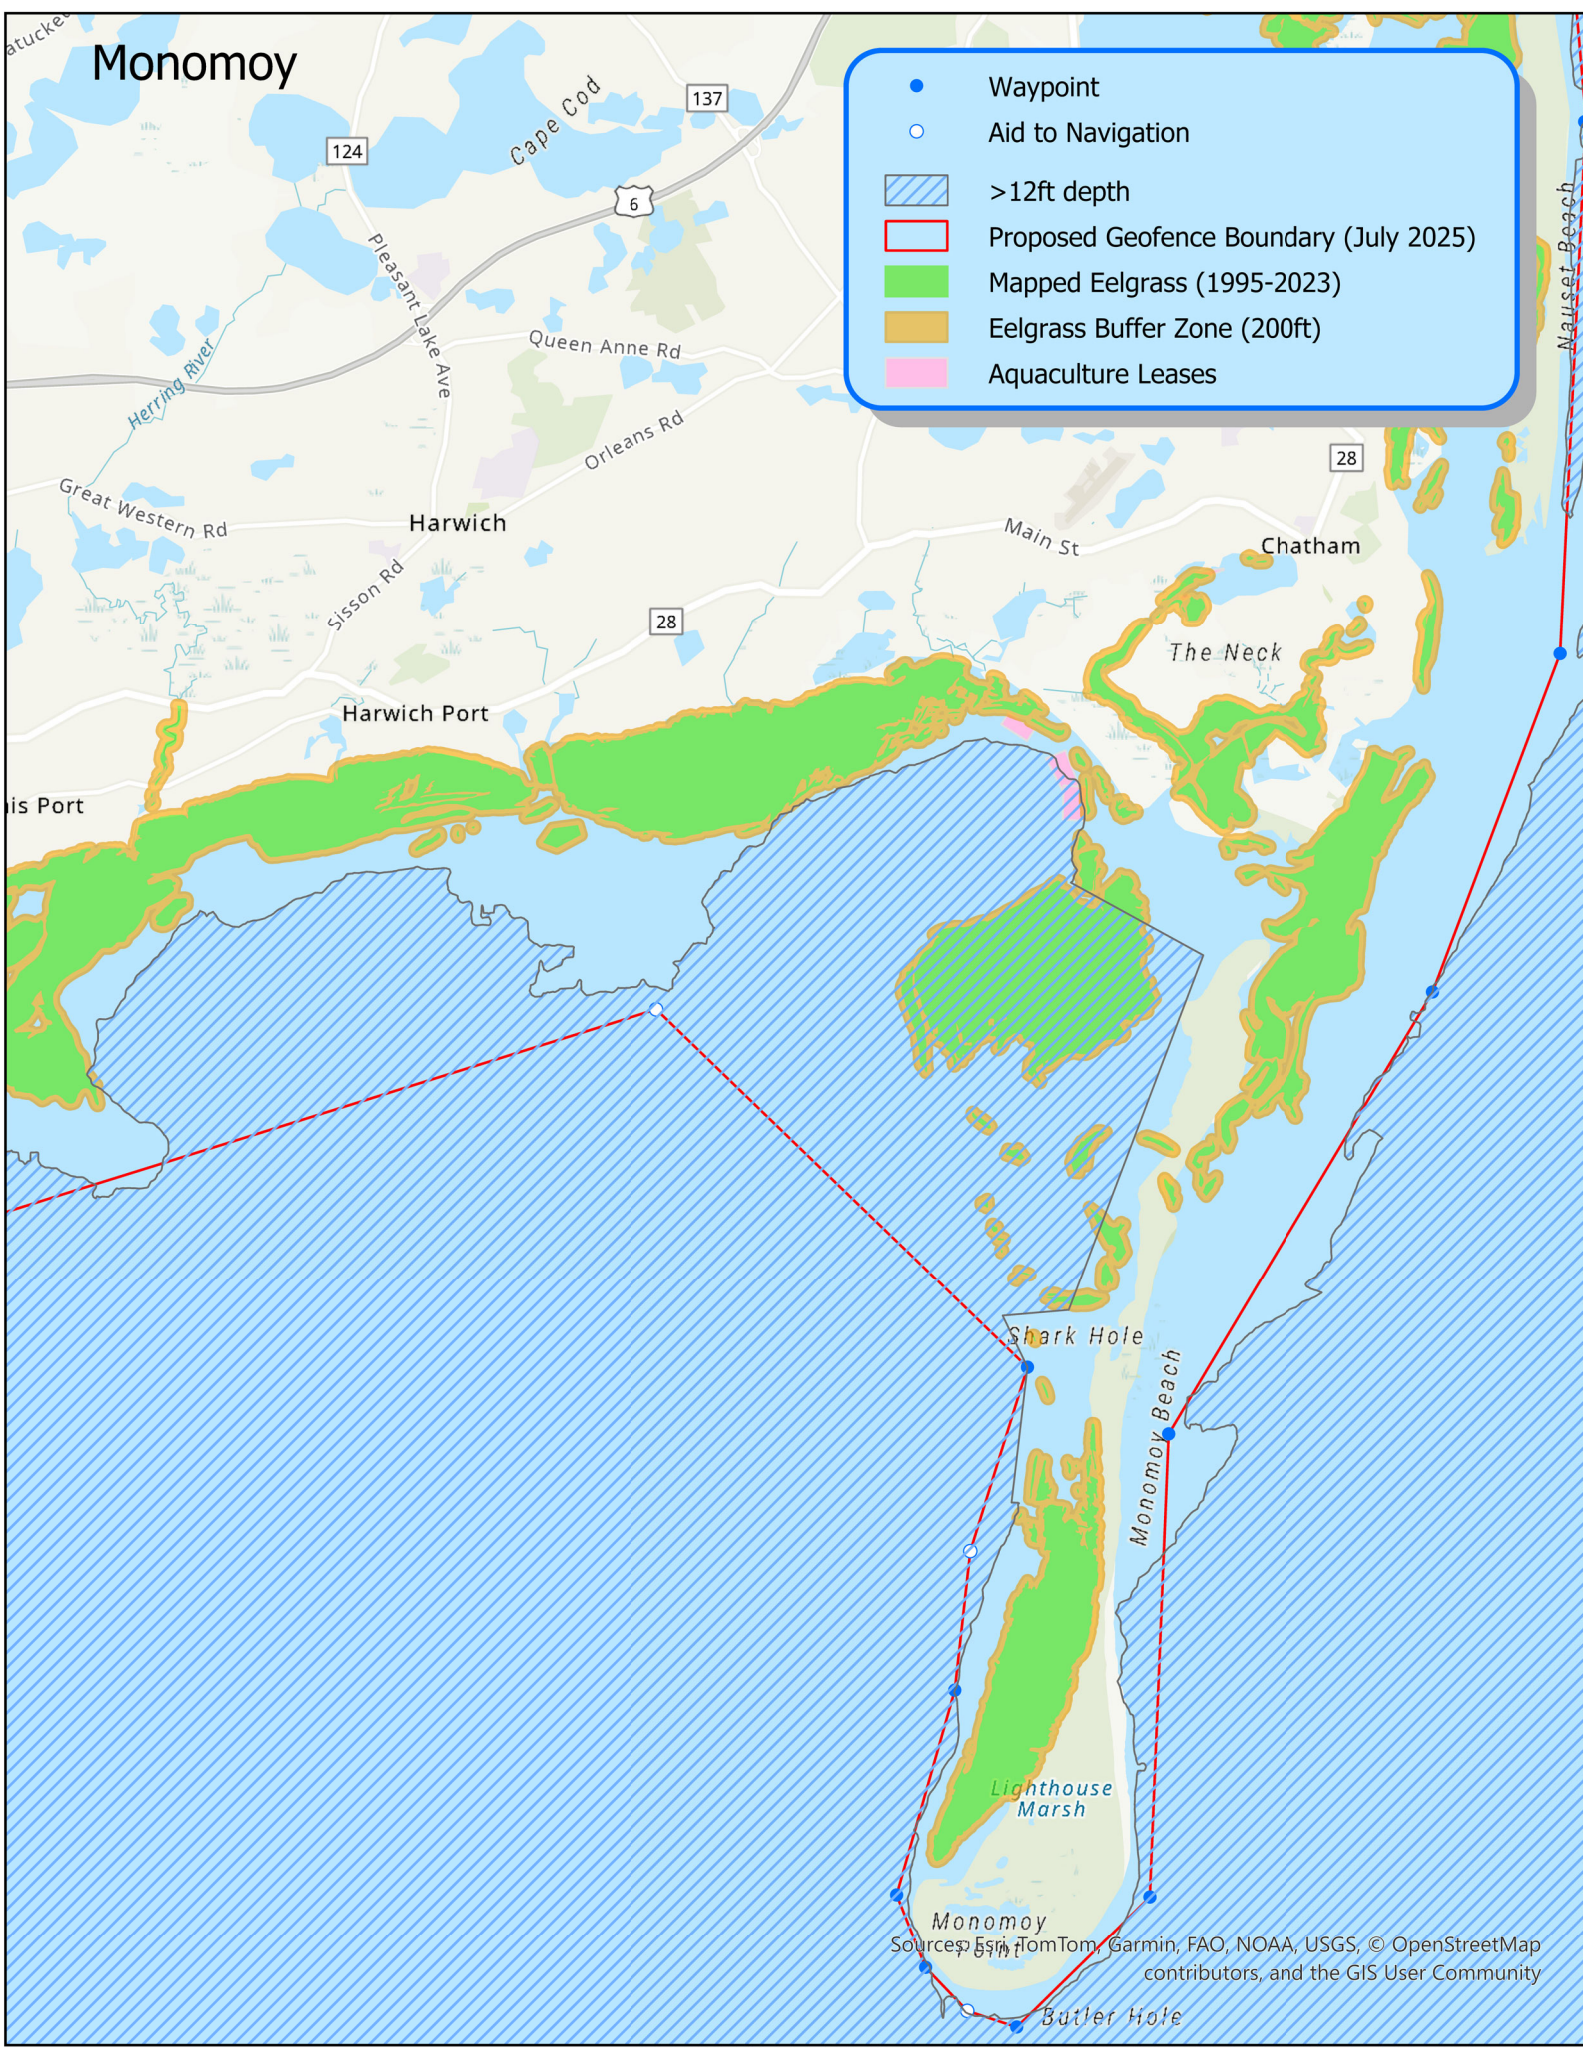 Monomoy
Waypoint
Aid to Navigation
>12ft depth
Proposed Geofence Boundary (July 2025)
Mapped Eelgrass (1995-2023)
Eelgrass Buffer Zone (200ft)
Aquaculture Leases
Cape Cod
137
124
6
Pleasant Lake Ave
Nauset Beach
Queen Anne Rd
Herring River
Orleans Rd
28
Great Western Rd
Harwich
Main St
Chatham
Sisson Rd
28
The Neck
Harwich Port
is Port
Shark Hole
Monomoy Beach
Lighthouse
Marsh
Monomoy
Point
Sources: Esri, TomTom, Garmin, FAO, NOAA, USGS, © OpenStreetMap
contributors, and the GIS User Community
Butler Hole